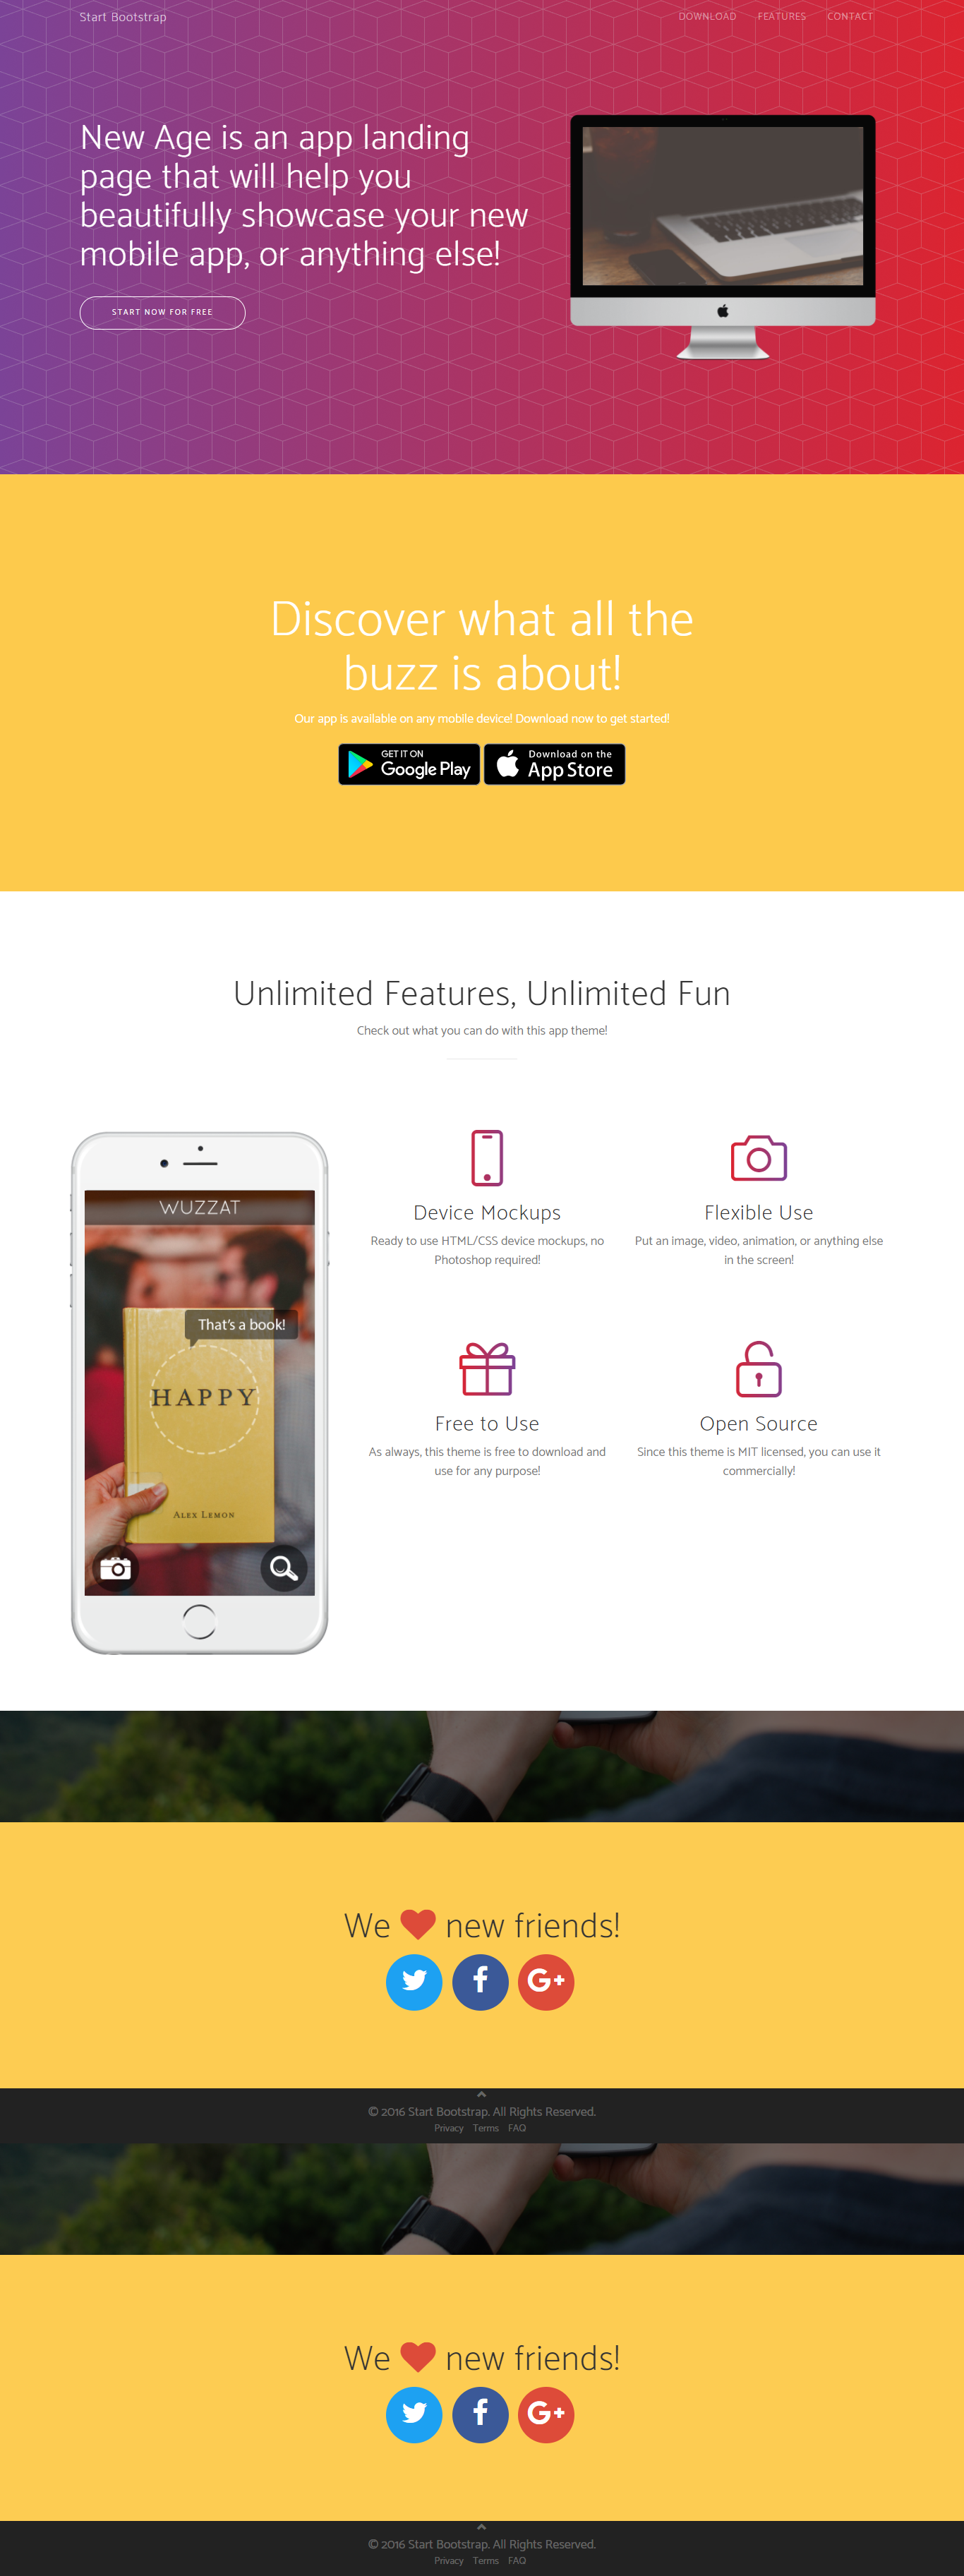 Start Bootstrap
DOWNLOAD FEATURES CONTACT
New Age is an app landing
page that will help you
beautifully showcase your new
mobile app, or anything else!
START NOW FOR FREE
Discover what all the
buzz is about!
Our app is available on any mobile device! Download now to get started!
GET IT ON
Google Play
Download on the
App Store
Unlimited Features, Unlimited Fun
Check out what you can do with this app theme!
WUZZAT
That's a book!
HAPPY
ALEX LEMON
Device Mockups
Ready to use HTML/CSS device mockups, no
Photoshop required!
Flexible Use
Put an image, video, animation, or anything else
in the screen!
Free to Use
As always, this theme is free to download and
use for any purpose!
Open Source
Since this theme is MIT licensed, you can use it
commercially!
We ❤ new friends!
© 2016 Start Bootstrap. All Rights Reserved.
Privacy Terms FAQ
We ❤ new friends!
© 2016 Start Bootstrap. All Rights Reserved.
Privacy Terms FAQ